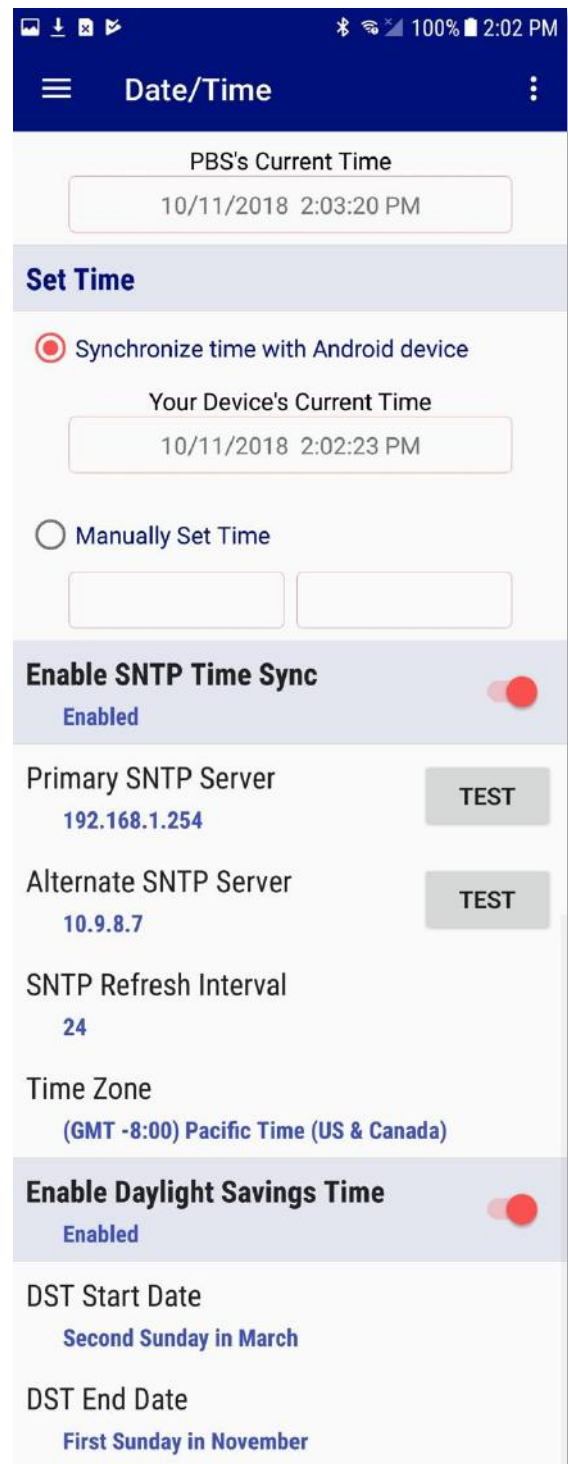 100% 2:02 PM
Date/Time
PBS's Current Time
10/11/2018 2:03:20 PM
Set Time
Synchronize time with Android device
Your Device's Current Time
10/11/2018 2:02:23 PM
Manually Set Time
Enable SNTP Time Sync
Enabled
Primary SNTP Server
TEST
192.168.1.254
Alternate SNTP Server
TEST
10.9.8.7
SNTP Refresh Interval
24
Time Zone
(GMT -8:00) Pacific Time (US & Canada)
Enable Daylight Savings Time
Enabled
DST Start Date
Second Sunday in March
DST End Date
First Sunday in November